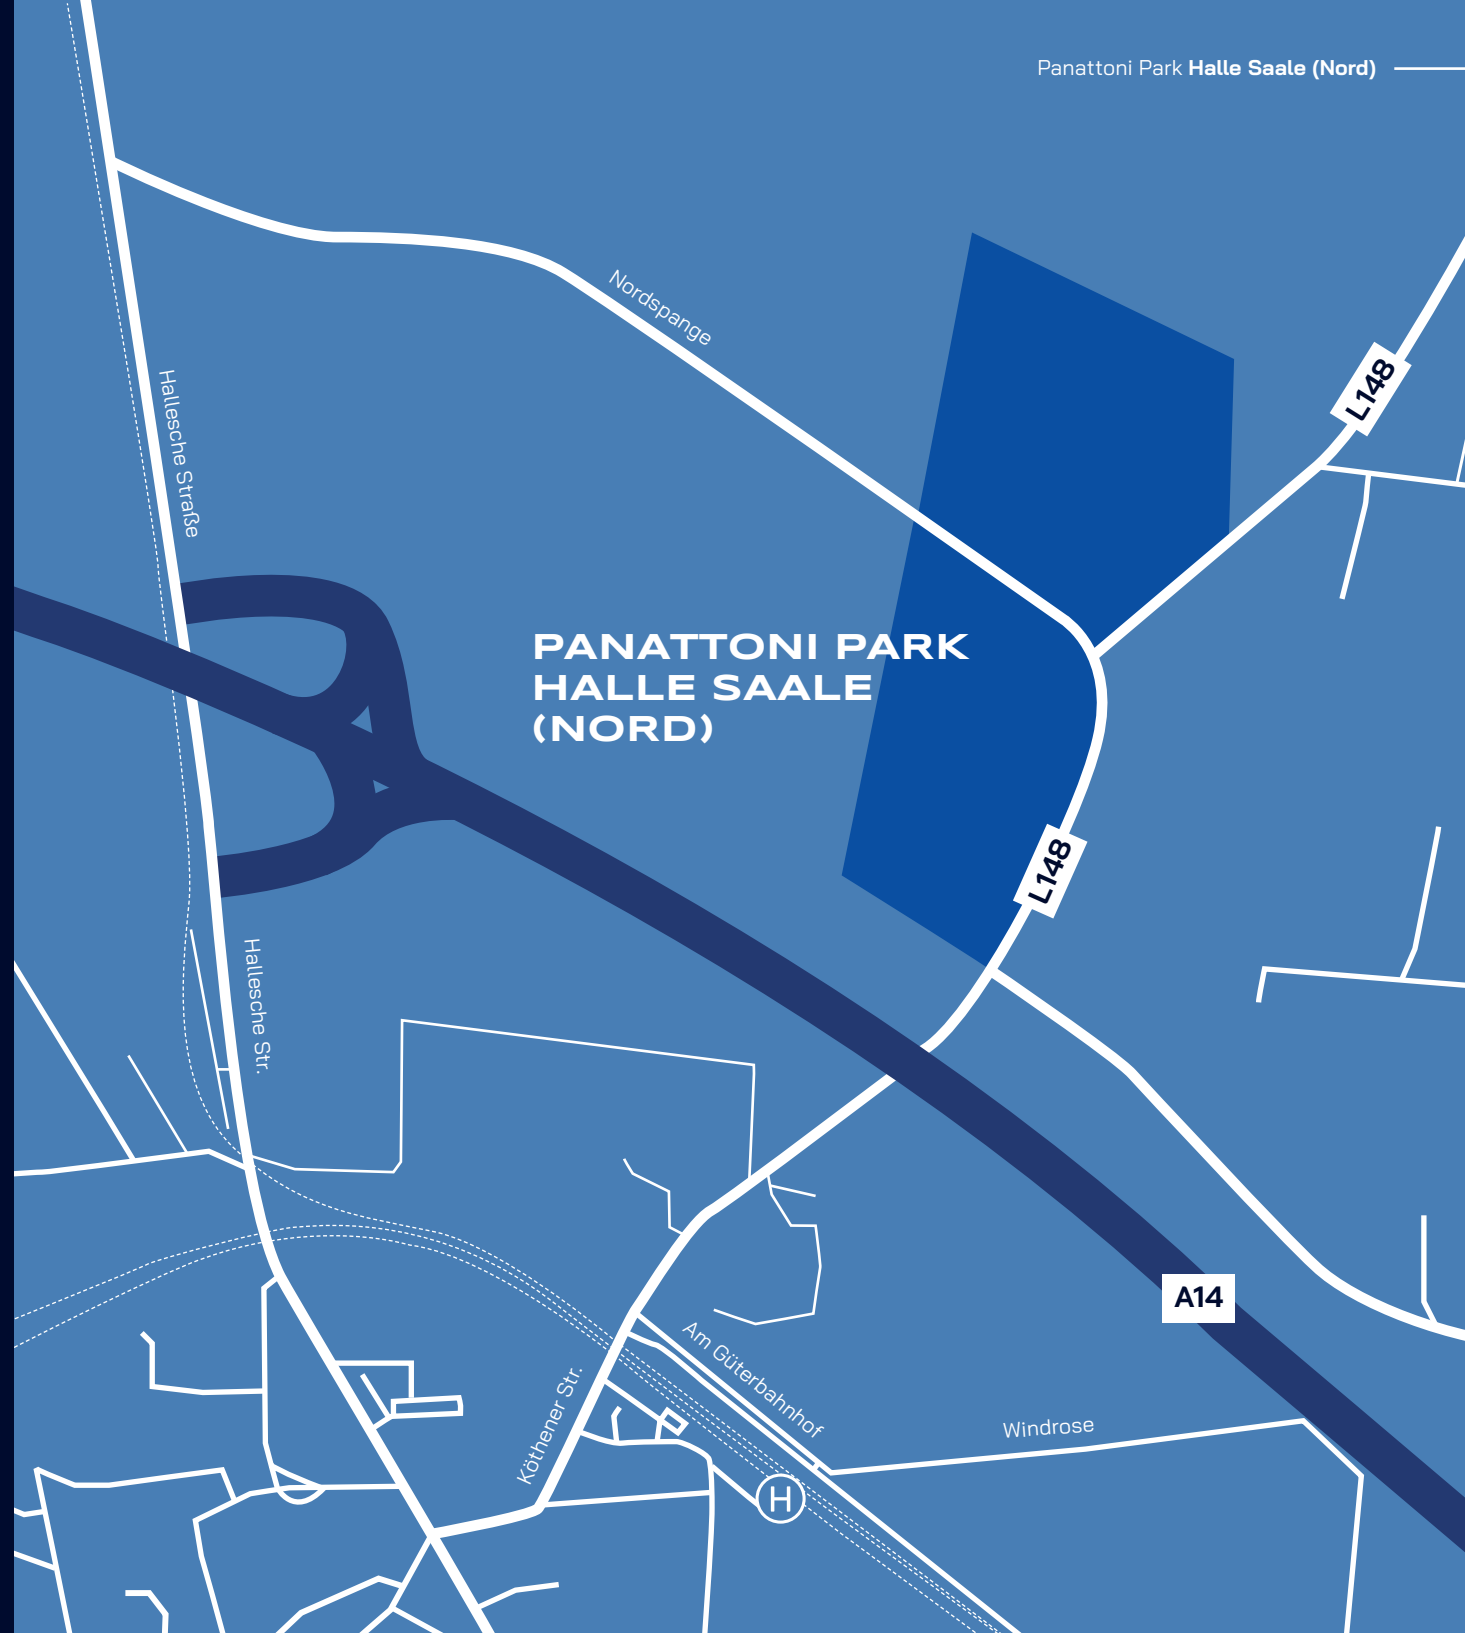 Panattoni Park Halle Saale (Nord)
Nordspange
L148
Hallesche Straße
PANATTONI PARK
HALLE SAALE
(NORD)
L148
Hallesche Str.
A14
Am Güterbahnhof
Köthener Str.
Windrose
H